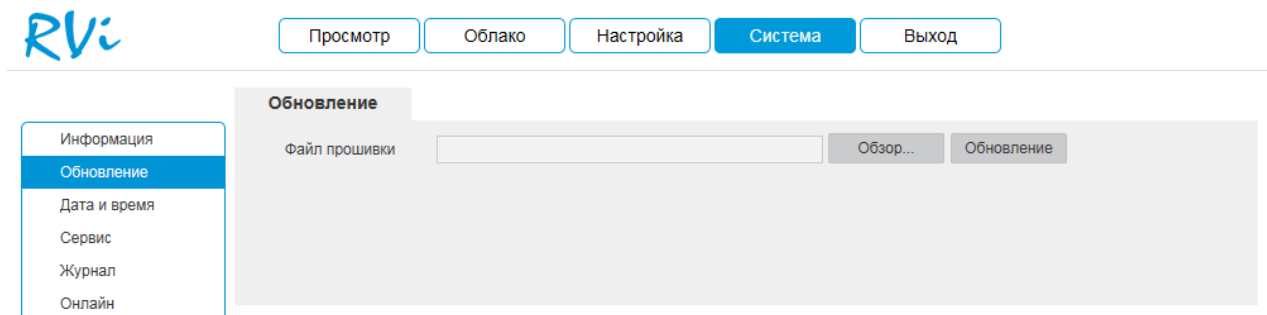 RVi
Просмотр Облако Настройка Система Выход
Обновление
Информация
Обновление
Дата и время
Сервис
Журнал
Онлайн
Файл прошивки Обзор... Обновление